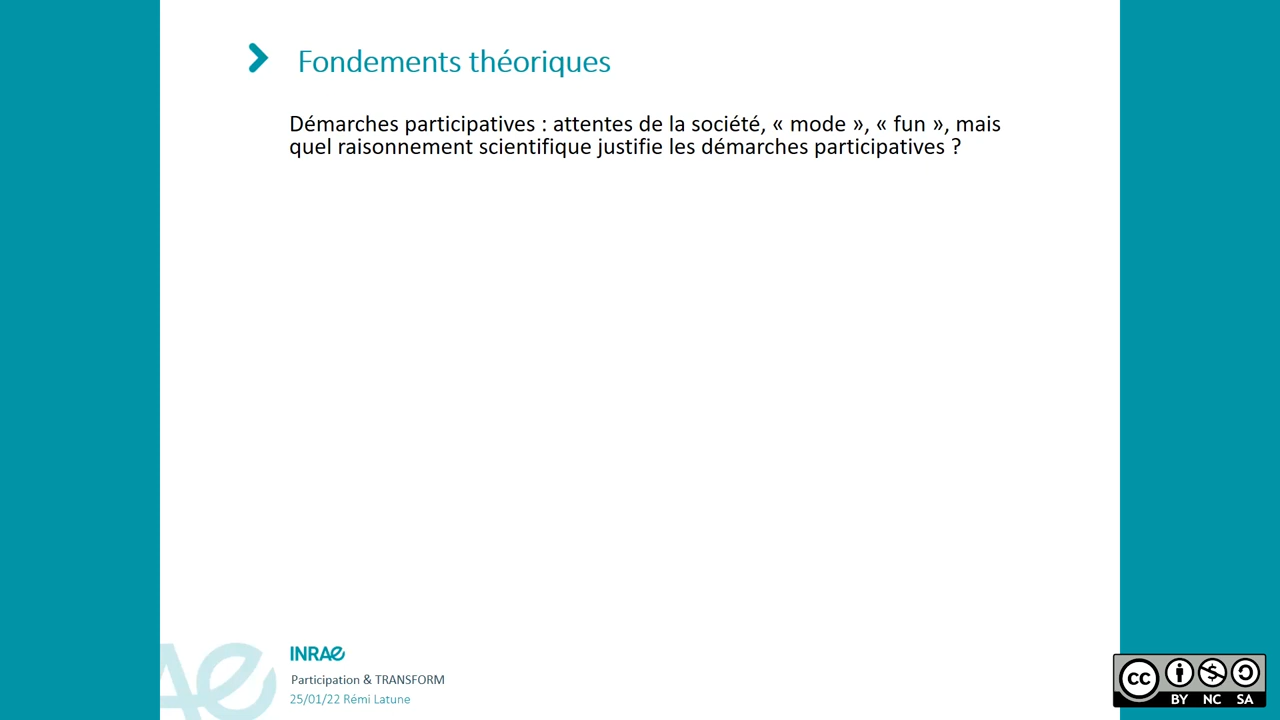 Fondements théoriques
Démarches participatives : attentes de la société, « mode », « fun », mais
quel raisonnement scientifique justifie les démarches participatives ?
INRAE
Participation & TRANSFORM
25/01/22 Rémi Latune
cc
BY NC SA